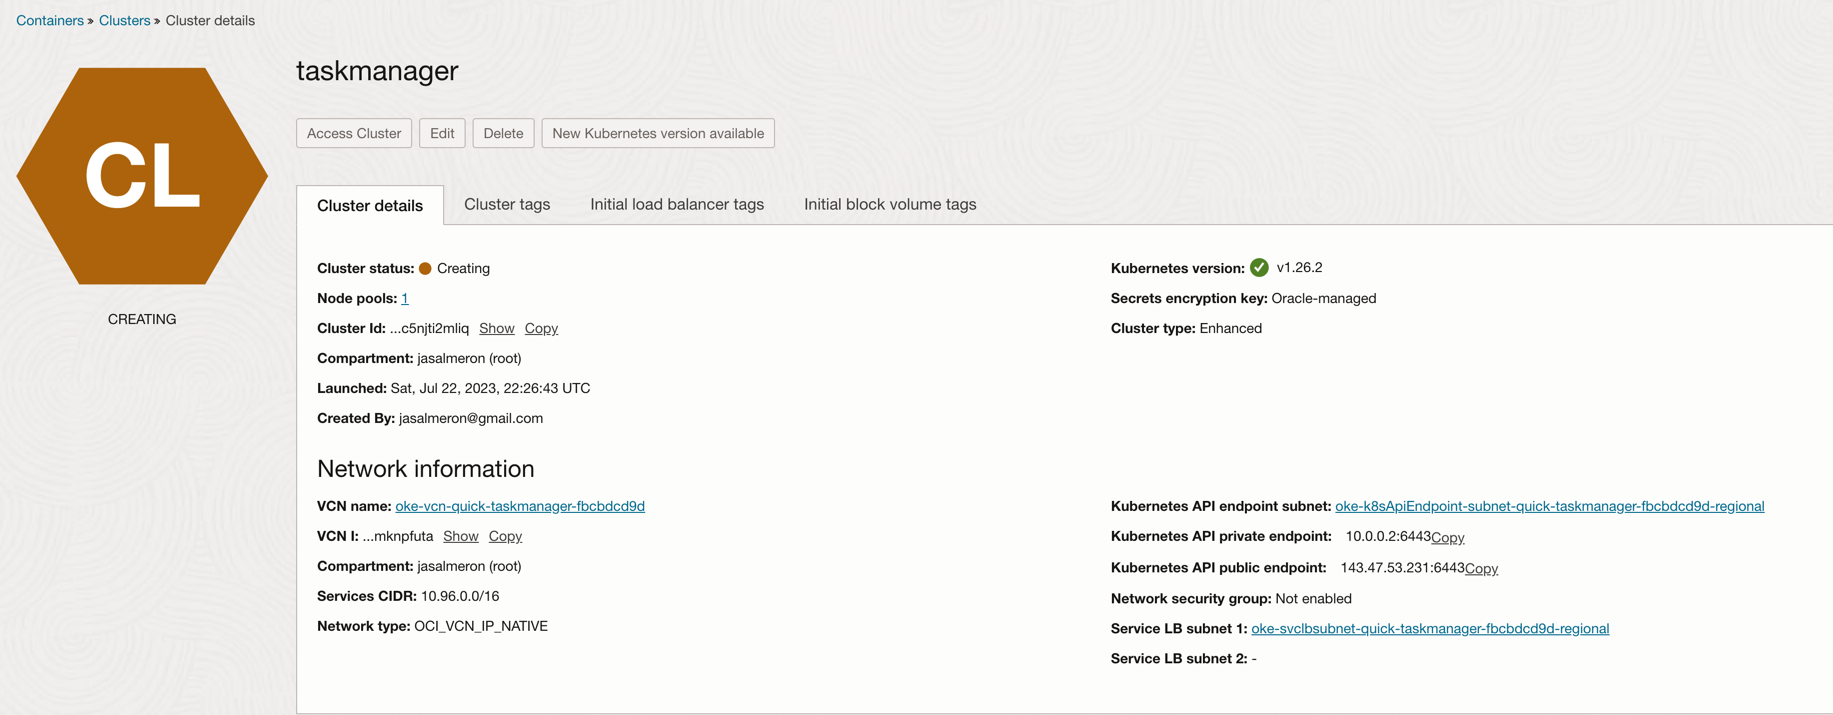 Containers » Clusters » Cluster details
CL
CREATING
taskmanager
Access Cluster Edit Delete New Kubernetes version available
Cluster details Cluster tags Initial load balancer tags Initial block volume tags
Cluster status: Creating
Node pools: 1
Cluster Id: ...c5njti2mliq Show Copy
Compartment: jasalmeron (root)
Launched: Sat, Jul 22, 2023, 22:26:43 UTC
Created By: jasalmeron@gmail.com
Kubernetes version: v1.26.2
Secrets encryption key: Oracle-managed
Cluster type: Enhanced
Network information
VCN name: oke-vcn-quick-taskmanager-fbcbdcd9d
VCN I: ...mknpfuta Show Copy
Compartment: jasalmeron (root)
Services CIDR: 10.96.0.0/16
Network type: OCI_VCN_IP_NATIVE
Kubernetes API endpoint subnet: oke-k8sApiEndpoint-subnet-quick-taskmanager-fbcbdcd9d-regional
Kubernetes API private endpoint: 10.0.0.2:6443Copy
Kubernetes API public endpoint: 143.47.53.231:6443Copy
Network security group: Not enabled
Service LB subnet 1: oke-svclbsubnet-quick-taskmanager-fbcbdcd9d-regional
Service LB subnet 2: -